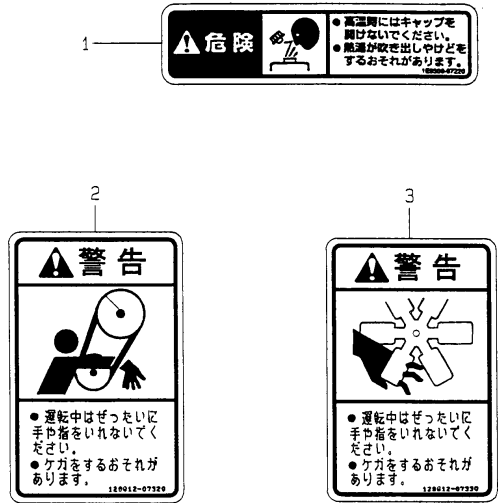 1
危険
●高温時にはキャップを
開けないでください。
●熱湯が吹き出しやけどを
するおそれがあります。
2
警告
●運転中はぜったいに
手や指をいれないでく
ださい。
●ケガをするおそれが
あります。
128012-07320
3
警告
●運転中はぜったいに
手や指をいれないでく
ださい。
●ケガをするおそれが
あります。